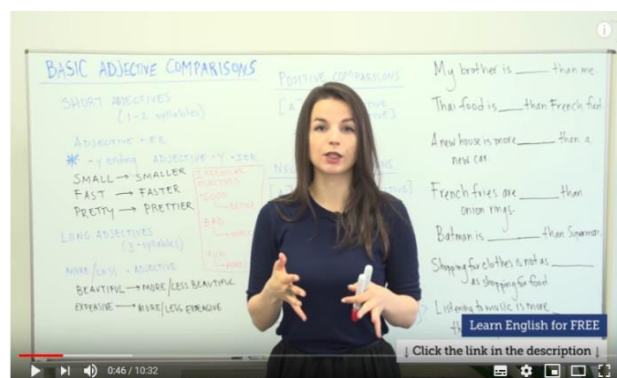 BASIC ADJECTIVE COMPARISONS
SHORT ADJECTIVES
(1-2 syllables)
ADJECTIVE + ER
* -y ending ADJECTIVE - Y + IER
SMALL → SMALLER
FAST → FASTER
PRETTY → PRETTIER
LONG ADJECTIVES
(3+ syllables)
MORE/LESS + ADJECTIVE
BEAUTIFUL → MORE/LESS BEAUTIFUL
EXPENSIVE → MORE/LESS EXPENSIVE
IRREGULAR
GOOD
BAD
POSITIVE COMPARISONS
My brother is ____ than me.
Thai food is ____ than French food.
A new house is more ____ than a
new car.
French fries are ____ than
onion rings.
Batman is ____ than Superman.
Shopping for clothes is not as ____
as shopping for food.
Listening to music is more
Learn English for FREE
↓ Click the link in the description ↓
0:46 / 10:32